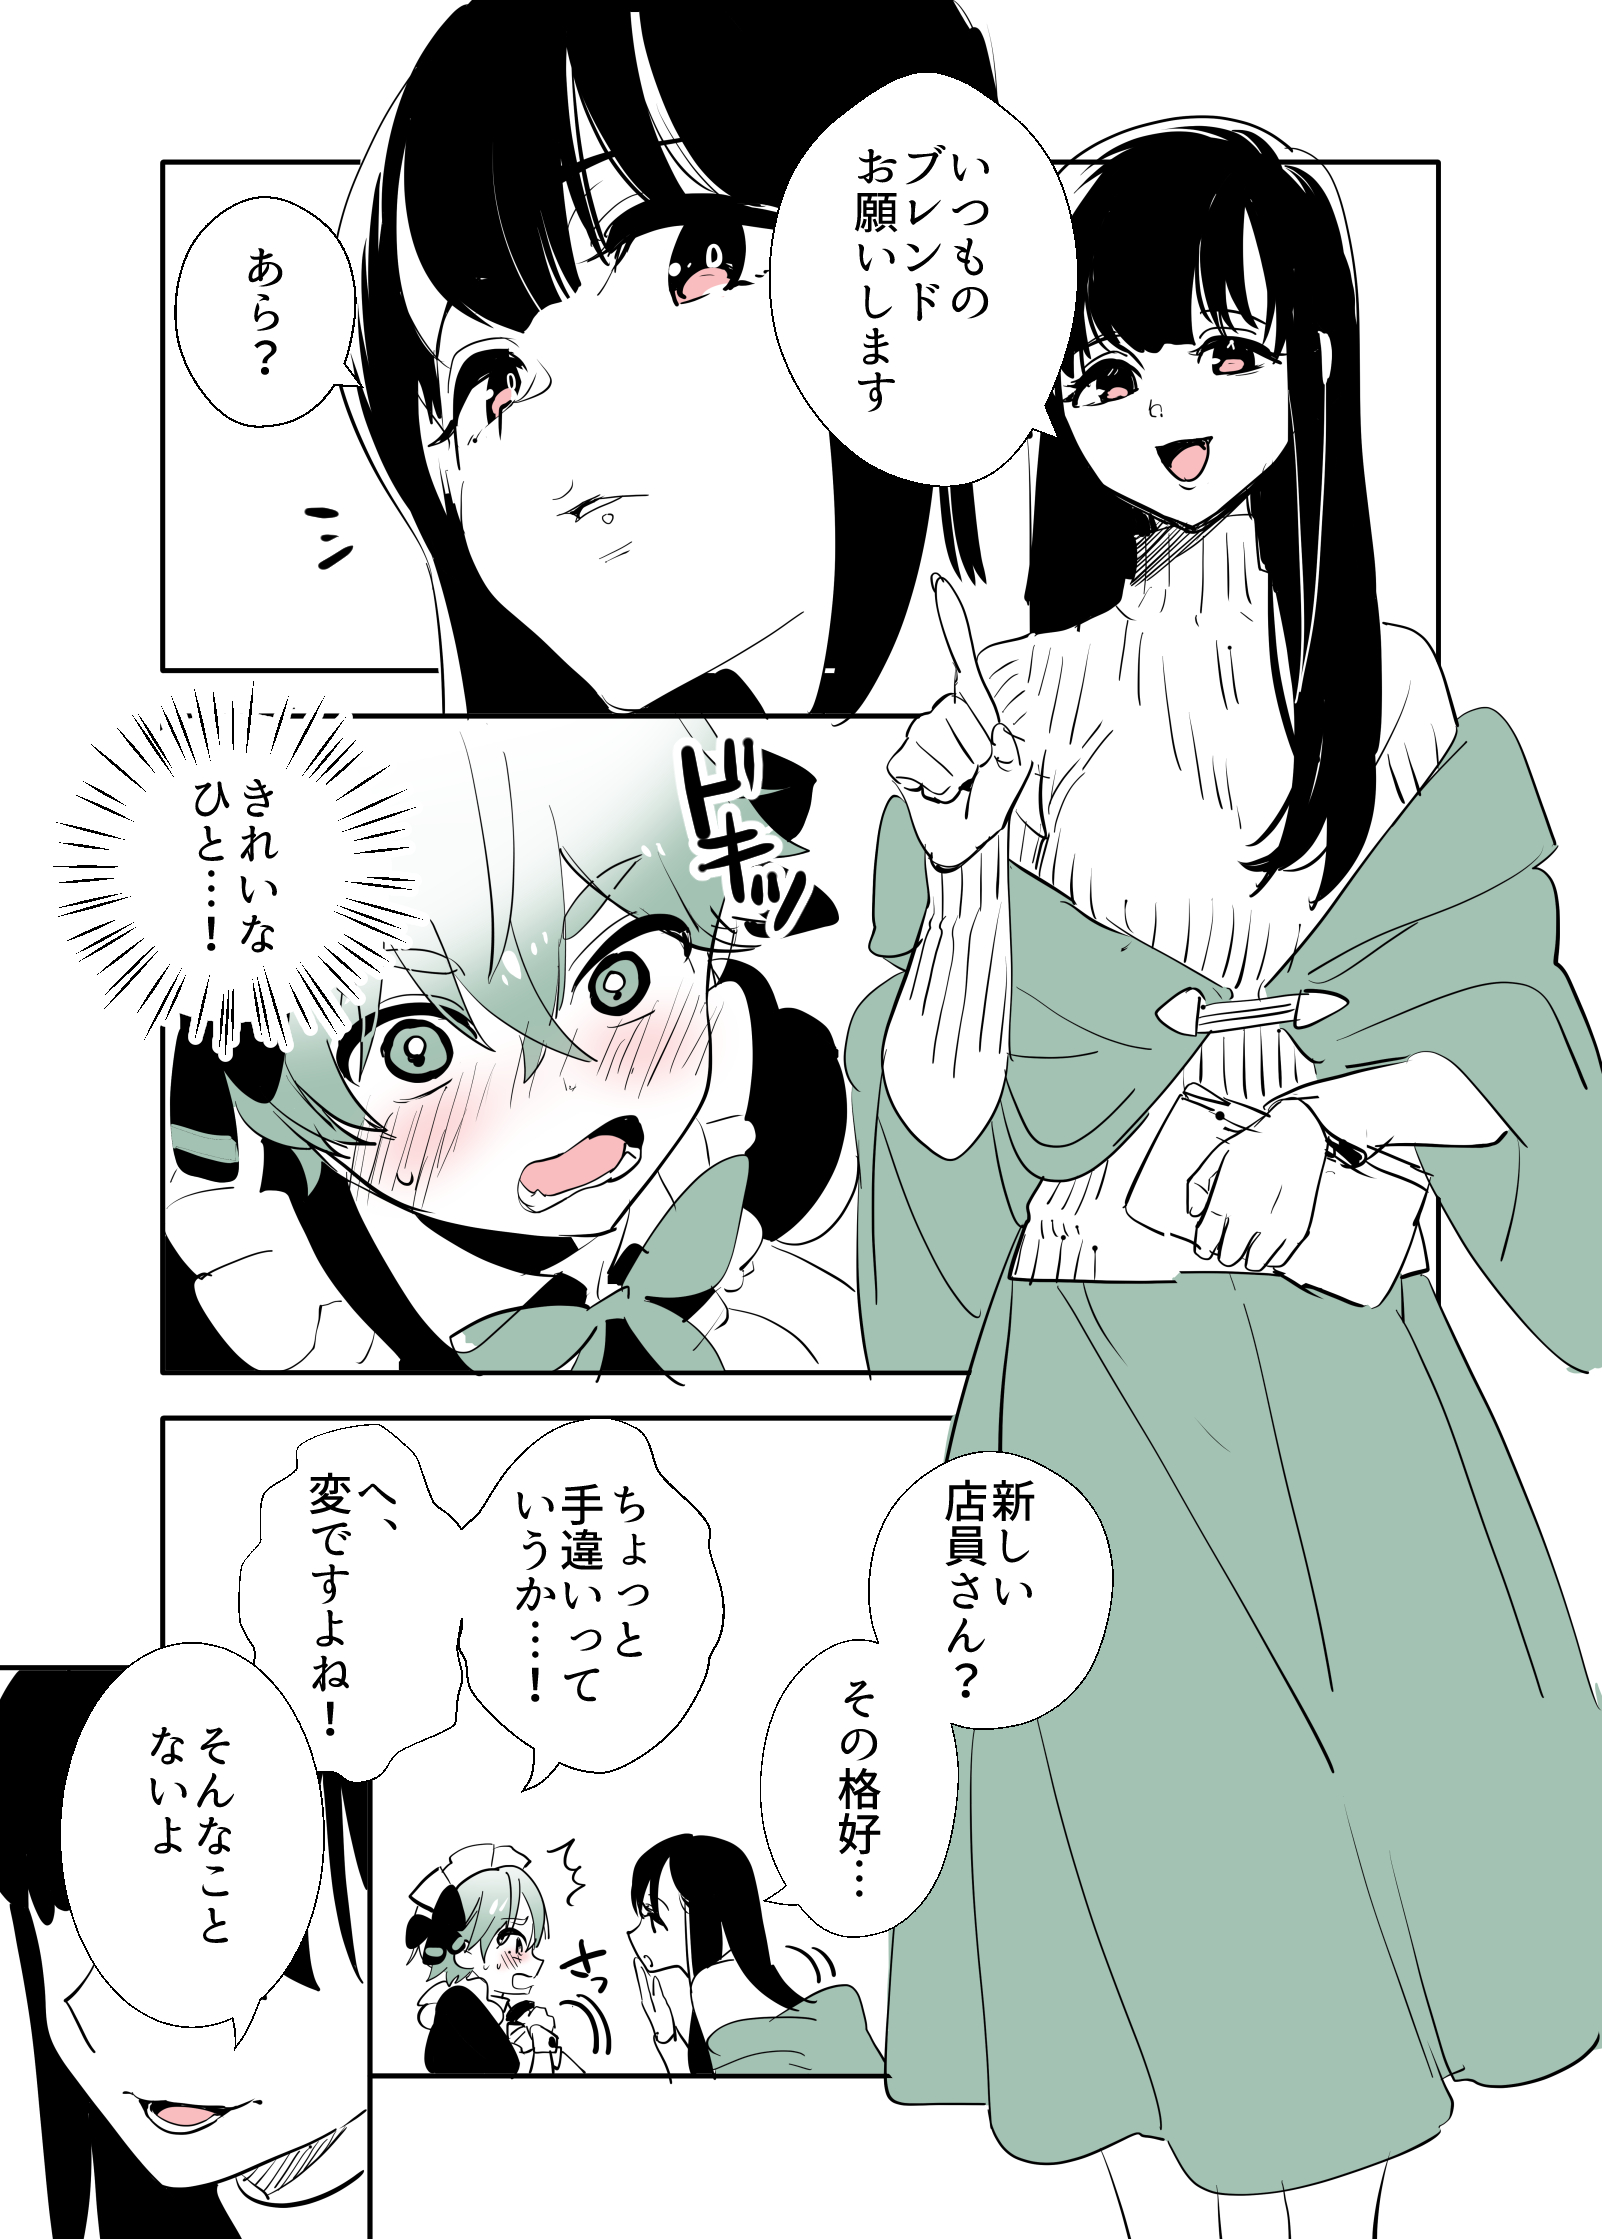 いつもの
ブレンド
お願いします
あら？
ドキッ
きれいな
ひと…！
新しい
店員さん？
その格好…
ちょっと
手違いって
いうか…！
へ、
変ですよね！
さっ
そんなこと
ないよ